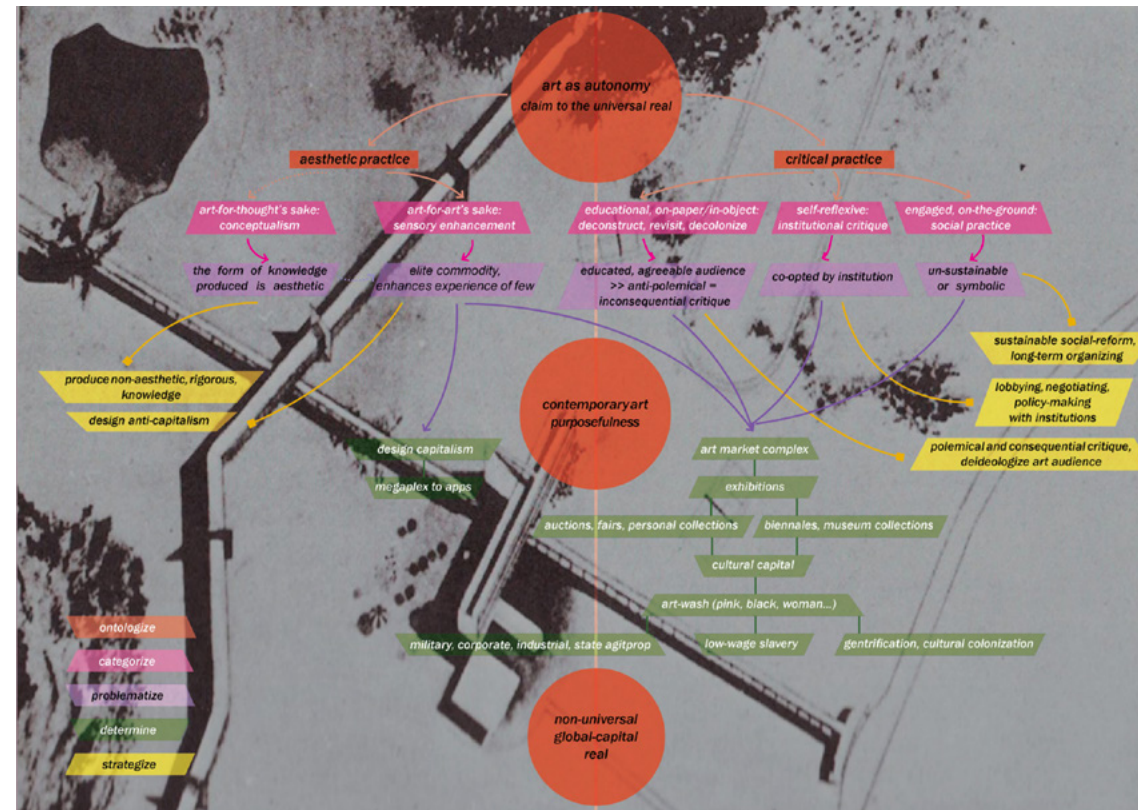 art as autonomy
claim to the universal real
aesthetic practice
critical practice
art-for-thought's sake:
conceptualism
art-for-art's sake:
sensory enhancement
educational, on-paper/in-object:
deconstruct, revisit, decolonize
self-reflexive:
institutional critique
engaged, on-the-ground:
social practice
the form of knowledge
produced is aesthetic
elite commodity,
enhances experience of few
educated, agreeable audience
>> anti-polemical =
inconsequential critique
co-opted by institution
un-sustainable
or symbolic
sustainable social-reform,
long-term organizing
produce non-aesthetic, rigorous,
knowledge
design anti-capitalism
lobbying, negotiating,
policy-making
with institutions
contemporary art
purposefulness
polemical and consequential critique,
deideologize art audience
design capitalism
megaplex to apps
art market complex
exhibitions
auctions, fairs, personal collections
biennales, museum collections
cultural capital
art-wash (pink, black, woman...)
military, corporate, industrial, state agitprop
low-wage slavery
gentrification, cultural colonization
non-universal
global-capital
real
ontologize
categorize
problematize
determine
strategize